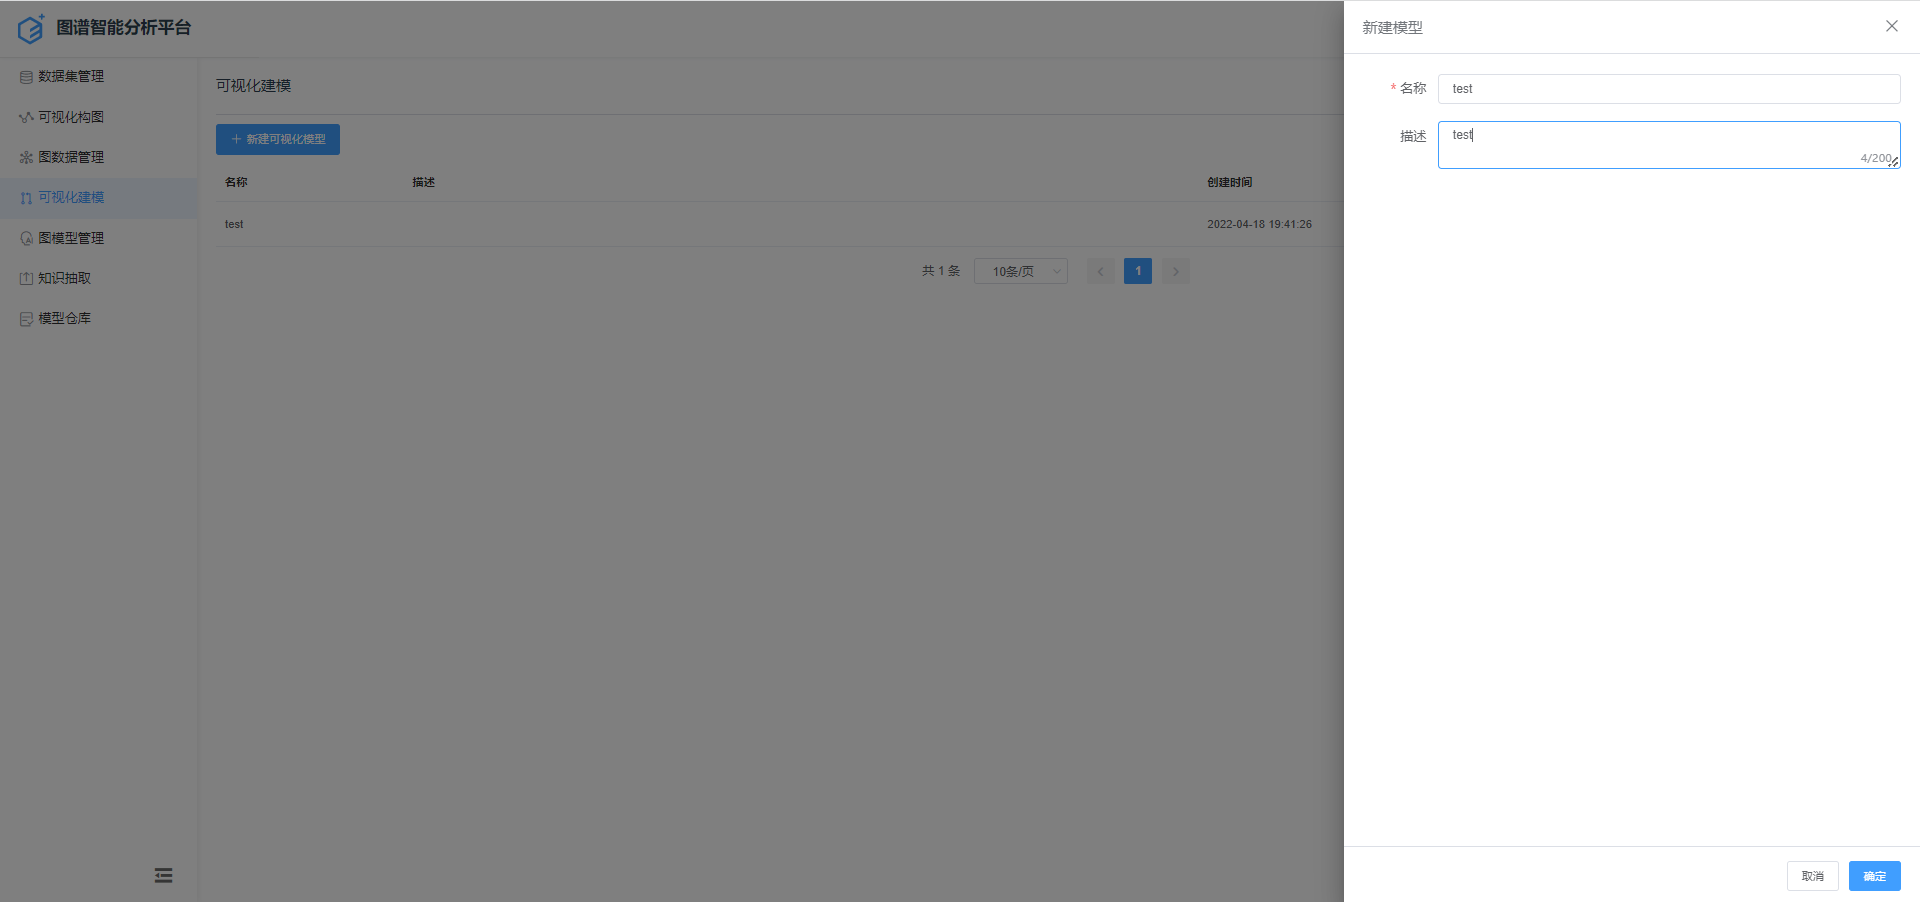 图谱智能分析平台
数据集管理
可视化构图
图数据管理
可视化建模
图模型管理
知识抽取
模型仓库
可视化建模
新建可视化模型
名称 描述 创建时间
test 2022-04-18 19:41:26
共 1 条 10条/页 1
新建模型
* 名称 test
描述 test
4/200
取消 确定